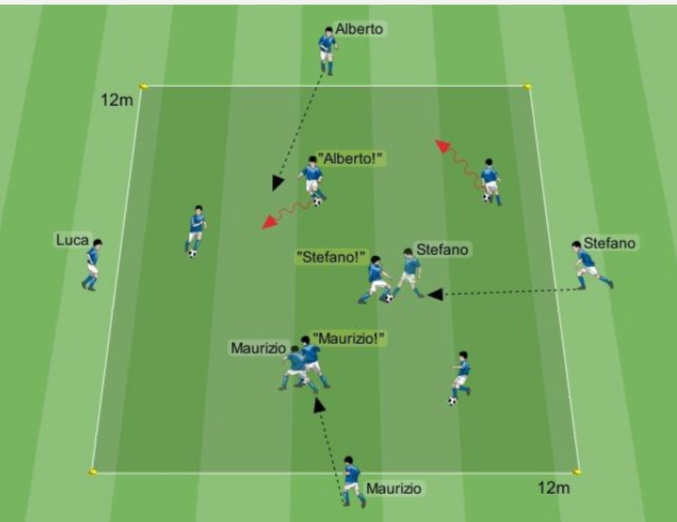 Alberto
12m
"Alberto!"
Luca
"Stefano!"
Stefano
Stefano
Maurizio
"Maurizio!"
Maurizio
12m